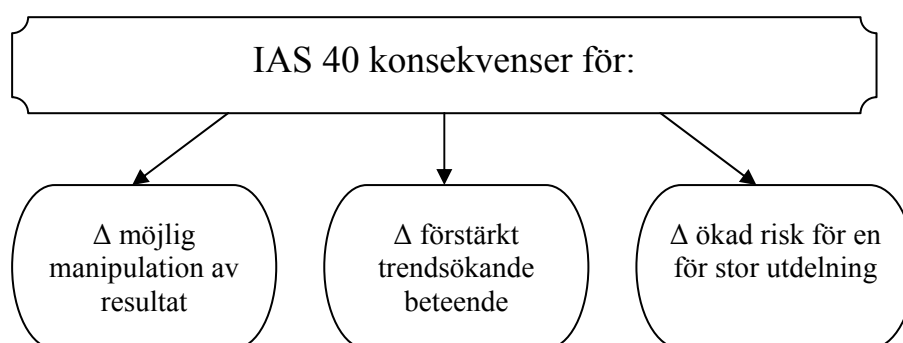 IAS 40 konsekvenser för:
Δ möjlig
manipulation av
resultat
Δ förstärkt
trendsökande
beteende
Δ ökad risk för en
för stor utdelning